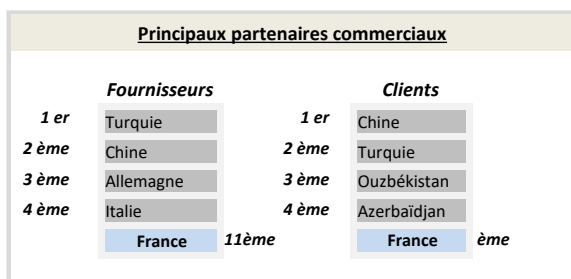 Principaux partenaires commerciaux
Fournisseurs Clients
1 er Turquie 1 er Chine
2 ème Chine 2 ème Turquie
3 ème Allemagne 3 ème Ouzbékistan
4 ème Italie 4 ème Azerbaïdjan
France 11ème France ème